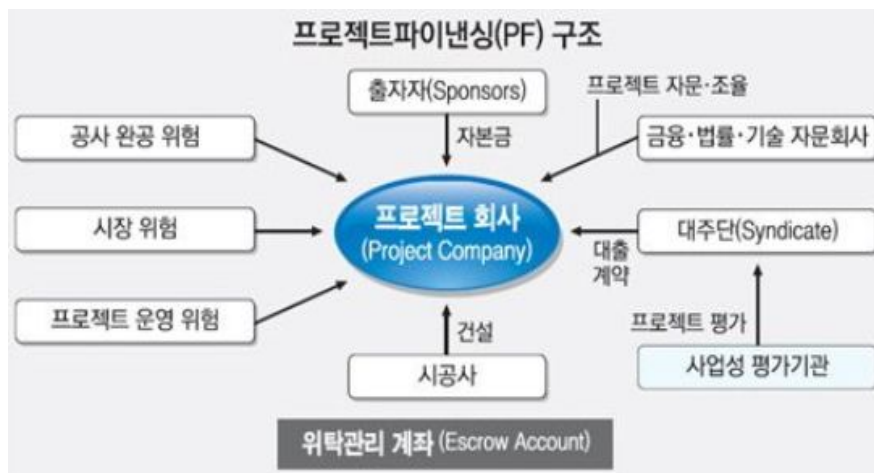 프로젝트파이낸싱(PF) 구조
출자자(Sponsors)
프로젝트 자문·조율
공사 완공 위험
자본금
금융·법률·기술 자문회사
시장 위험
프로젝트 회사
(Project Company)
대주단(Syndicate)
대출
계약
프로젝트 운영 위험
건설
프로젝트 평가
시공사
사업성 평가기관
위탁관리 계좌 (Escrow Account)